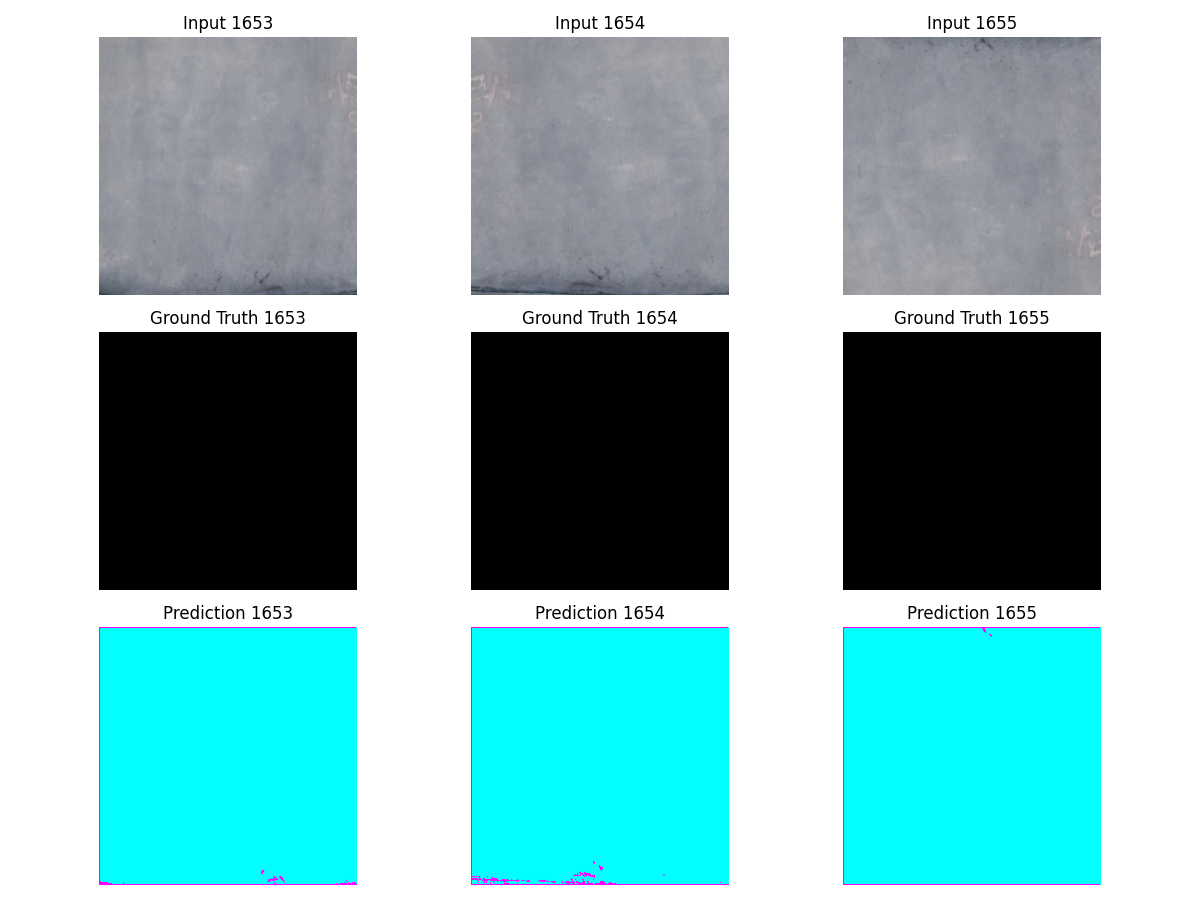 Input 1653
Input 1654
Input 1655
Ground Truth 1653
Ground Truth 1654
Ground Truth 1655
Prediction 1653
Prediction 1654
Prediction 1655